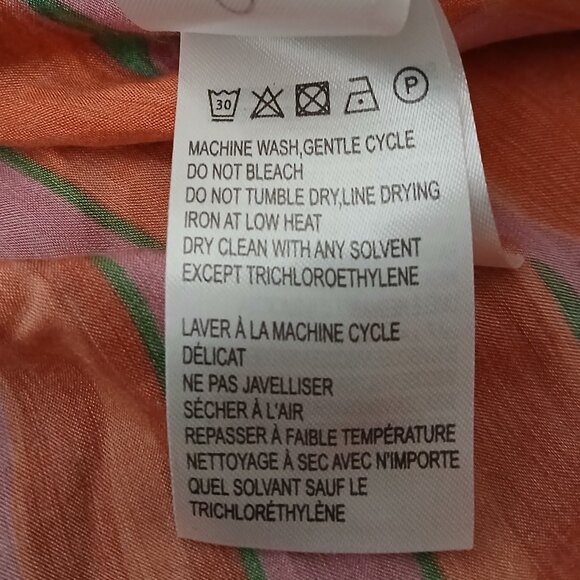 30 P
MACHINE WASH,GENTLE CYCLE
DO NOT BLEACH
DO NOT TUMBLE DRY,LINE DRYING
IRON AT LOW HEAT
DRY CLEAN WITH ANY SOLVENT
EXCEPT TRICHLOROETHYLENE
LAVER À LA MACHINE CYCLE
DÉLICAT
NE PAS JAVELLISER
SÉCHER À L'AIR
REPASSER À FAIBLE TEMPÉRATURE
NETTOYAGE À SEC AVEC N'IMPORTE
QUEL SOLVANT SAUF LE
TRICHLORÉTHYLÈNE